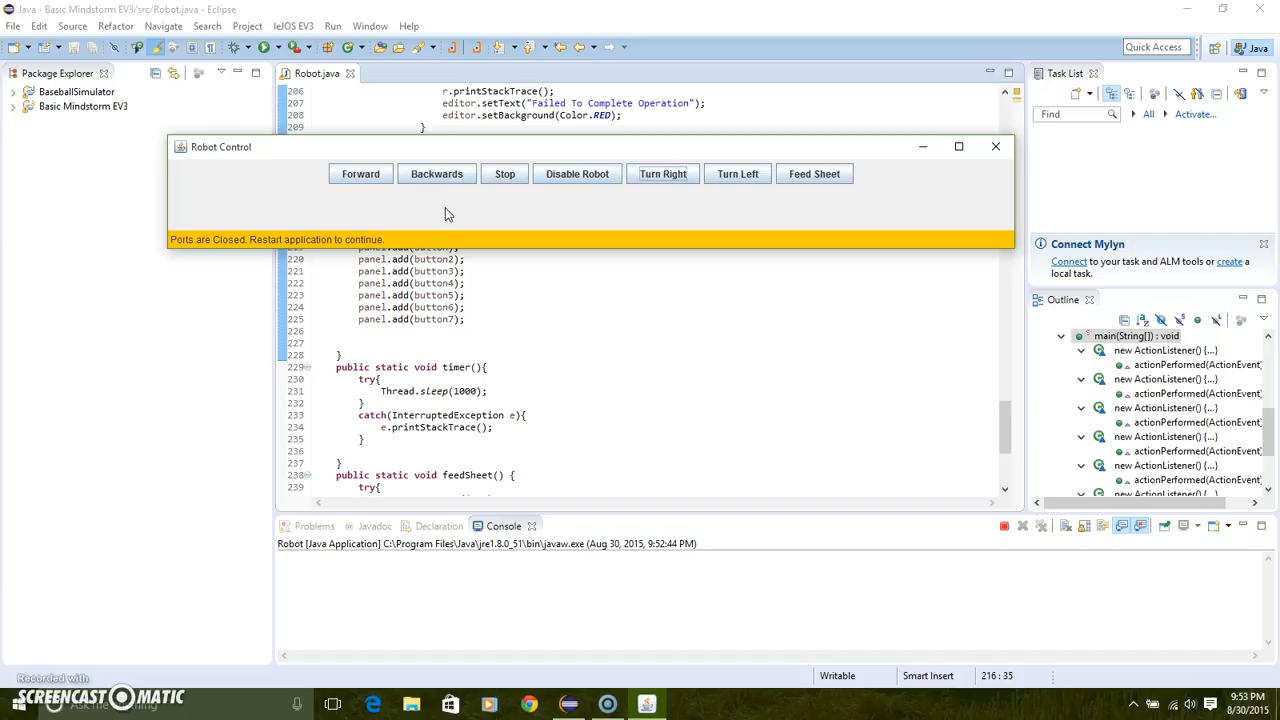 Java - Basic Mindstorm EV3/src/Robot.java - Eclipse
File Edit Source Refactor Navigate Search Project LeJOS EV3 Run Window Help
Quick Access
Java
Package Explorer
BaseballSimulator
Basic Mindstorm EV3
Robot.java
206 r.printStackTrace();
207 editor.setText("Failed To Complete Operation");
208 editor.setBackground(Color.RED);
209 }
Robot Control
Forward Backwards Stop Disable Robot Turn Right Turn Left Feed Sheet
Ports are Closed. Restart application to continue.
220 panel.add(button2);
221 panel.add(button3);
222 panel.add(button4);
223 panel.add(button5);
224 panel.add(button6);
225 panel.add(button7);
226
227
228 }
229 public static void timer(){
230 try{
231 Thread.sleep(1000);
232 }
233 catch(InterruptedException e){
234 e.printStackTrace();
235 }
236
237 }
238 public static void feedSheet() {
239 try{
Task List
Find All Activate...
Connect Mylyn
Connect to your task and ALM tools or create a
local task.
Outline
main(String[]) : void
new ActionListener() {...}
actionPerformed(ActionEvent)
new ActionListener() {...}
actionPerformed(ActionEvent)
new ActionListener() {...}
actionPerformed(ActionEvent)
new ActionListener() {...}
actionPerformed(ActionEvent)
new ActionListener() {...}
actionPerformed(ActionEvent)
new ActionListener() {...}
Problems Javadoc Declaration Console
Robot [Java Application] C:\Program Files\Java\jre1.8.0_51\bin\javaw.exe (Aug 30, 2015, 9:52:44 PM)
Writable Smart Insert 216 : 35
Recorded with
SCREENCAST MATIC
9:53 PM
8/30/2015